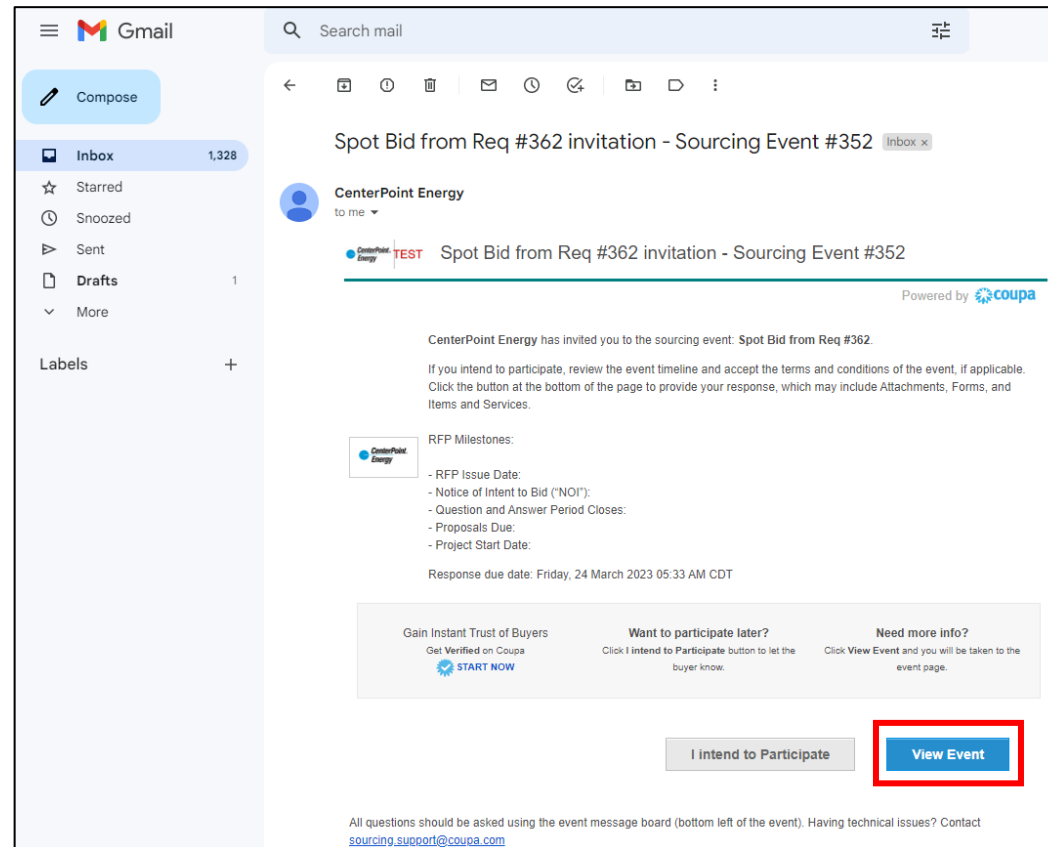 Gmail
Search mail
Compose
Inbox 1,328
Starred
Snoozed
Sent
Drafts 1
More
Labels +
Spot Bid from Req #362 invitation - Sourcing Event #352 Inbox x
CenterPoint Energy
to me
CenterPoint. Energy TEST Spot Bid from Req #362 invitation - Sourcing Event #352
Powered by coupa
CenterPoint Energy has invited you to the sourcing event: Spot Bid from Req #362.
If you intend to participate, review the event timeline and accept the terms and conditions of the event, if applicable.
Click the button at the bottom of the page to provide your response, which may include Attachments, Forms, and
Items and Services.
CenterPoint.
Energy
RFP Milestones:
- RFP Issue Date:
- Notice of Intent to Bid (“NOI”):
- Question and Answer Period Closes:
- Proposals Due:
- Project Start Date:
Response due date: Friday, 24 March 2023 05:33 AM CDT
Gain Instant Trust of Buyers
Get Verified on Coupa
START NOW
Want to participate later?
Click I intend to Participate button to let the
buyer know.
Need more info?
Click View Event and you will be taken to the
event page.
I intend to Participate
View Event
All questions should be asked using the event message board (bottom left of the event). Having technical issues? Contact
sourcing.support@coupa.com